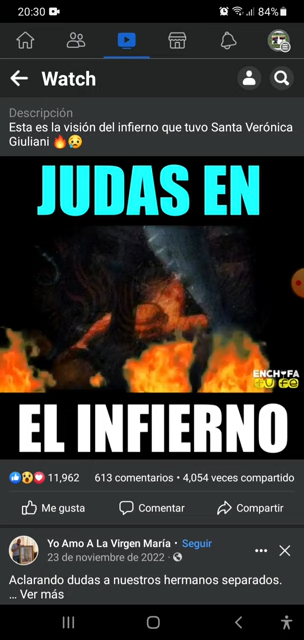 20:30
84%
Watch
Descripción
Esta es la visión del infierno que tuvo Santa Verónica
Giuliani 🔥😥
JUDAS EN
ENCHUFA
tu fe
EL INFIERNO
11,962
613 comentarios • 4,054 veces compartido
Me gusta
Comentar
Compartir
Yo Amo A La Virgen María · Seguir
23 de noviembre de 2022 ·
Aclarando dudas a nuestros hermanos separados.
... Ver más